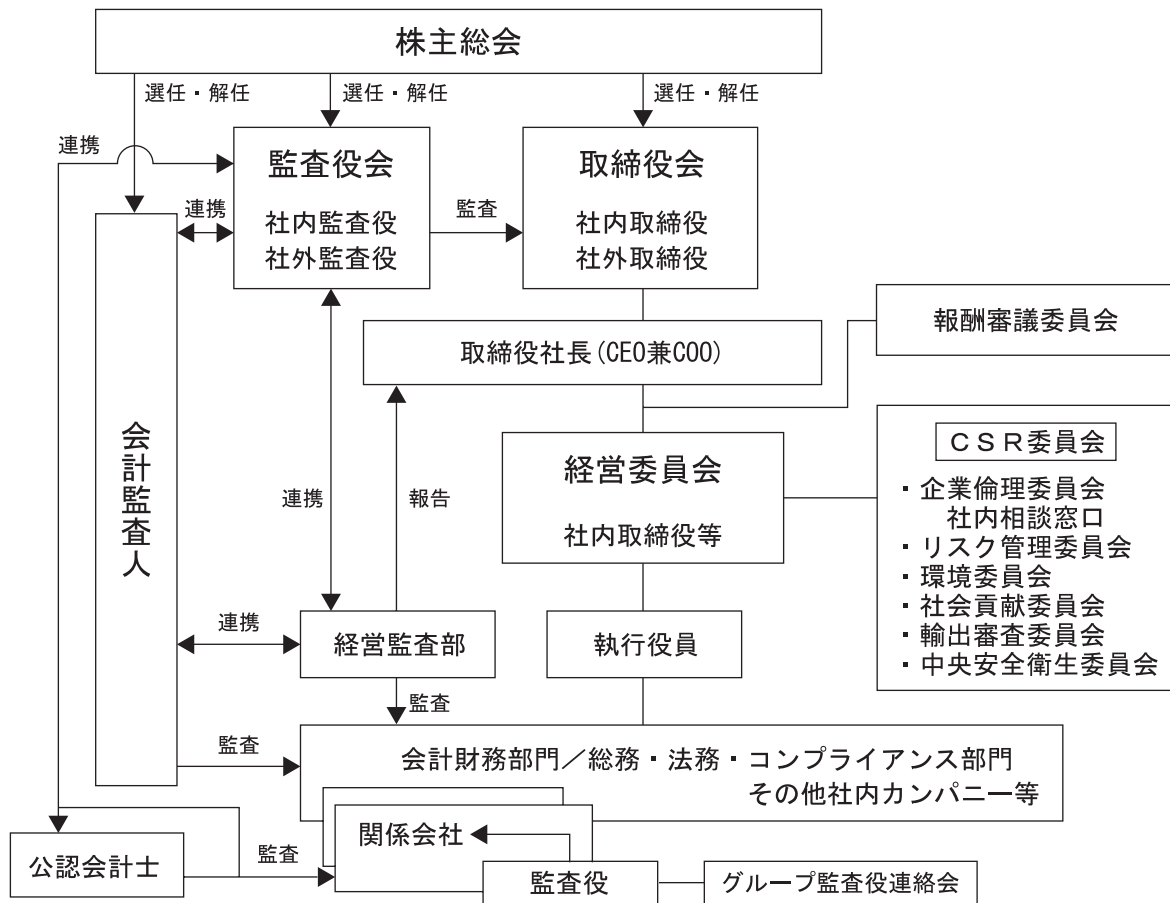 株主総会
選任・解任
選任・解任
選任・解任
連携
監査役会
社内監査役
社外監査役
連携
監査
取締役会
社内取締役
社外取締役
報酬審議委員会
取締役社長(CEO兼COO)
会計監査人
連携
報告
経営委員会
社内取締役等
CSR委員会
・企業倫理委員会
社内相談窓口
・リスク管理委員会
・環境委員会
・社会貢献委員会
・輸出審査委員会
・中央安全衛生委員会
連携
経営監査部
執行役員
監査
監査
会計財務部門/総務・法務・コンプライアンス部門
その他社内カンパニー等
関係会社
公認会計士
監査
監査役
グループ監査役連絡会